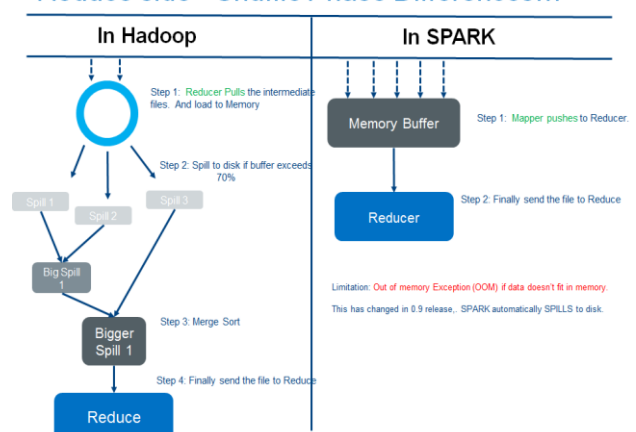 In Hadoop
Step 1: Reducer Pulls the intermediate
files. And load to Memory
Step 2: Spill to disk if buffer exceeds
70%
Spill 1
Spill 2
Spill 3
Big Spill
1
Step 3: Merge Sort
Bigger
Spill 1
Step 4: Finally send the file to Reduce
Reduce
In SPARK
Memory Buffer
Step 1: Mapper pushes to Reducer.
Reducer
Step 2: Finally send the file to Reduce
Limitation: Out of memory Exception (OOM) if data doesn't fit in memory.
This has changed in 0.9 release,. SPARK automatically SPILLS to disk.